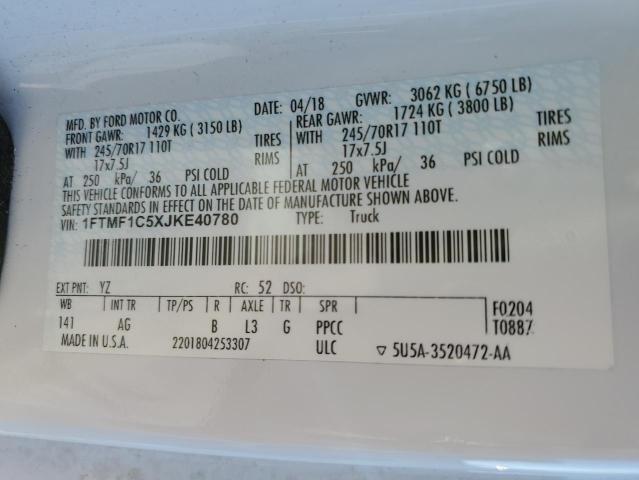 MFD. BY FORD MOTOR CO. DATE: 04/18 GVWR: 3062 KG ( 6750 LB)
FRONT GAWR: 1429 KG ( 3150 LB) REAR GAWR: 1724 KG ( 3800 LB)
WITH 245/70R17 110T TIRES WITH 245/70R17 110T TIRES
17x7.5J RIMS 17x7.5J RIMS
AT 250 kPa/ 36 PSI COLD AT 250 kPa/ 36 PSI COLD
THIS VEHICLE CONFORMS TO ALL APPLICABLE FEDERAL MOTOR VEHICLE
SAFETY STANDARDS IN EFFECT ON THE DATE OF MANUFACTURE SHOWN ABOVE.
VIN: 1FTMF1C5XJKE40780 TYPE: Truck
EXT PNT: YZ RC: 52 DSO:
WB INT TR TP/PS R AXLE TR SPR F0204
141 AG B L3 G PPCC T0887
MADE IN U.S.A. 2201804253307 ULC ▽ 5U5A-3520472-AA